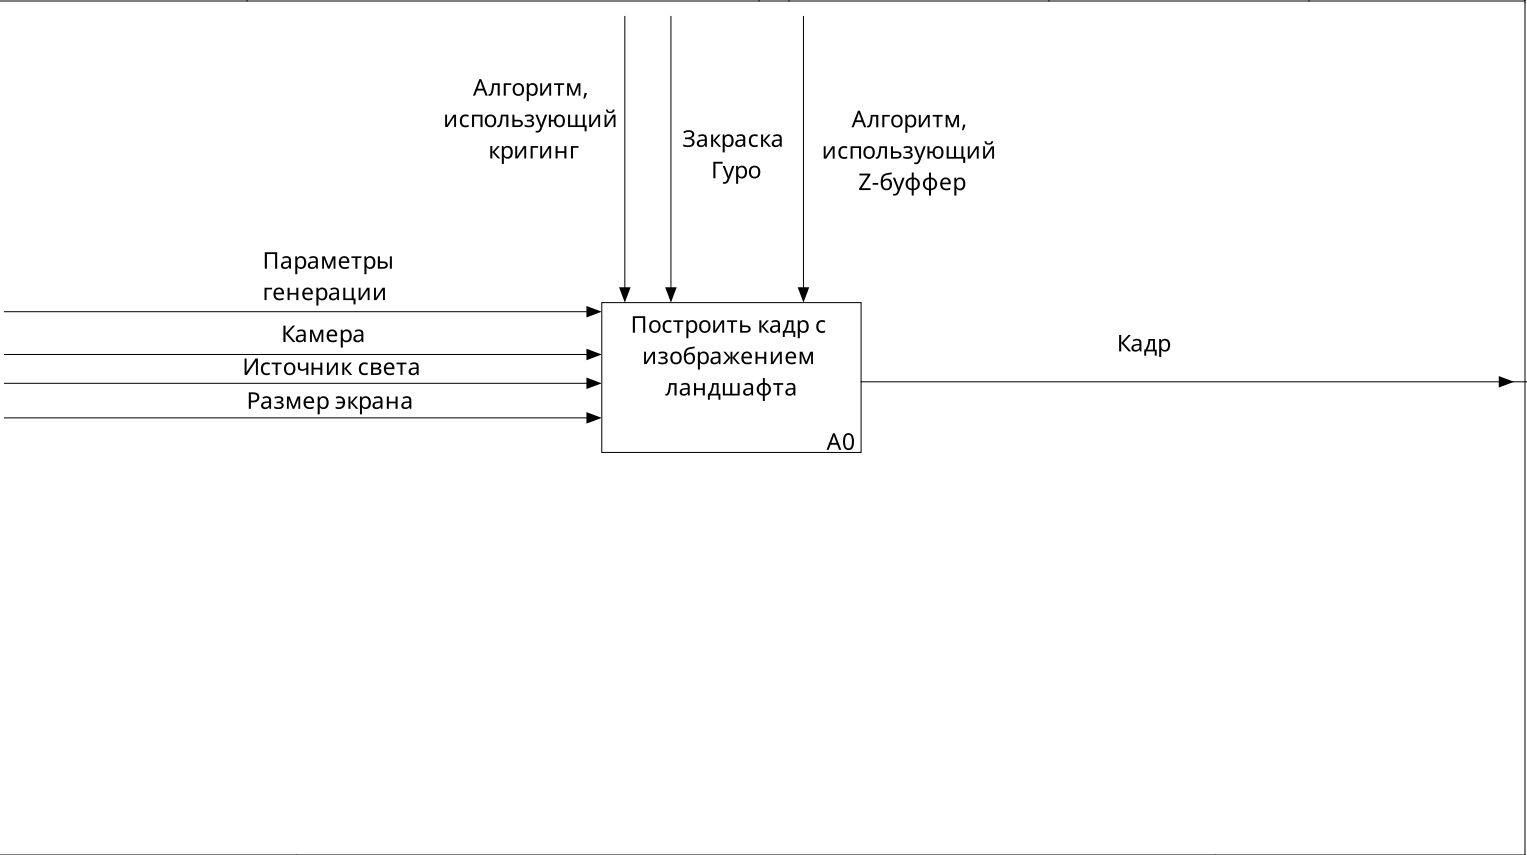 Алгоритм,
использующий
кригинг
Закраска
Гуро
Алгоритм,
использующий
Z-буффер
Параметры
генерации
Камера
Источник света
Размер экрана
Построить кадр с
изображением
ландшафта
A0
Кадр